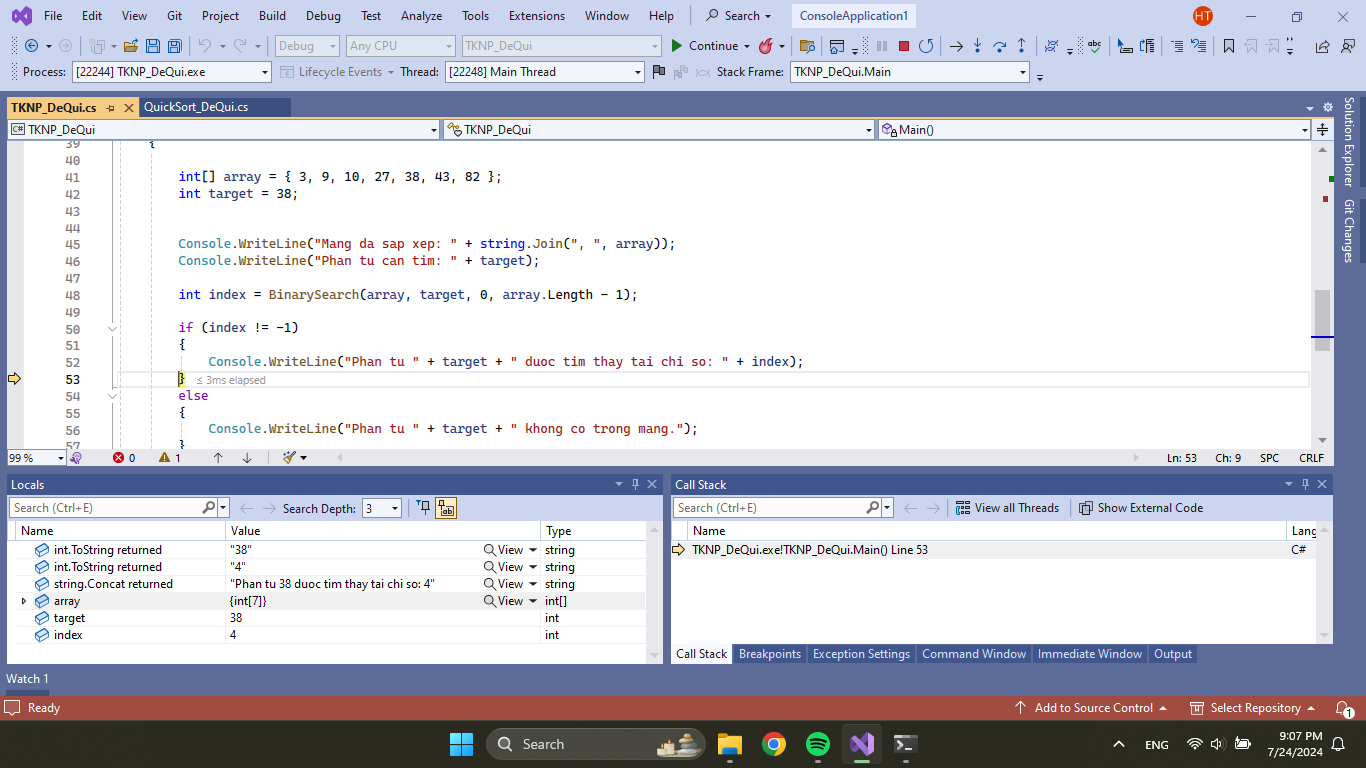 File Edit View Git Project Build Debug Test Analyze Tools Extensions Window Help Search ConsoleApplication1 HT
Debug Any CPU TKNP_DeQui Continue
Process: [22244] TKNP_DeQui.exe Lifecycle Events Thread: [22248] Main Thread Stack Frame: TKNP_DeQui.Main
TKNP_DeQui.cs QuickSort_DeQui.cs
C# TKNP_DeQui TKNP_DeQui Main()
39 {
40
41 int[] array = { 3, 9, 10, 27, 38, 43, 82 };
42 int target = 38;
43
44
45 Console.WriteLine("Mang da sap xep: " + string.Join(", ", array));
46 Console.WriteLine("Phan tu can tim: " + target);
47
48 int index = BinarySearch(array, target, 0, array.Length - 1);
49
50 if (index != -1)
51 {
52 Console.WriteLine("Phan tu " + target + " duoc tim thay tai chi so: " + index);
53 } ≤ 3ms elapsed
54 else
55 {
56 Console.WriteLine("Phan tu " + target + " khong co trong mang.");
57 }
99 % 0 1 Ln: 53 Ch: 9 SPC CRLF
Solution Explorer
Git Changes
Locals
Search (Ctrl+E) Search Depth: 3
Name Value Type
int.ToString returned "38" View string
int.ToString returned "4" View string
string.Concat returned "Phan tu 38 duoc tim thay tai chi so: 4" View string
array {int[7]} View int[]
target 38 int
index 4 int
Call Stack
Search (Ctrl+E) View all Threads Show External Code
Name Lang
TKNP_DeQui.exe!TKNP_DeQui.Main() Line 53 C#
Call Stack Breakpoints Exception Settings Command Window Immediate Window Output
Watch 1
Ready Add to Source Control Select Repository 1
Search ENG 9:07 PM
7/24/2024